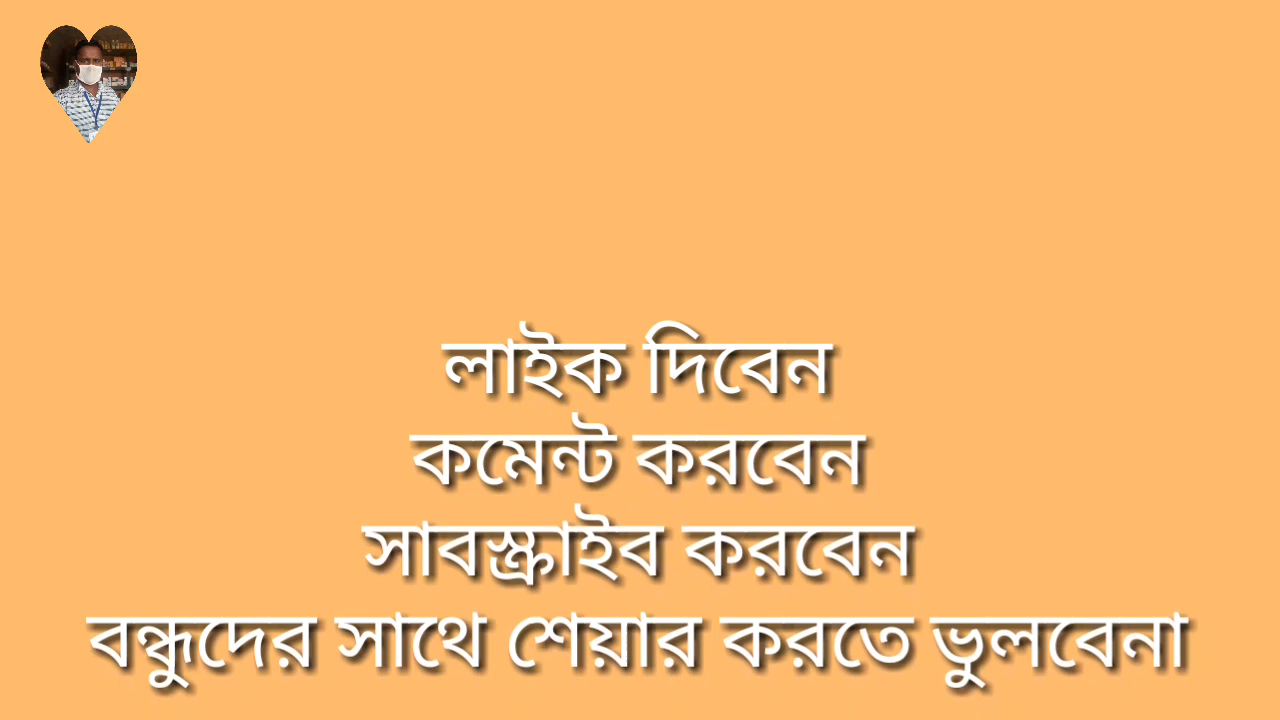 লাইক দিবেন
কমেন্ট করবেন
সাবস্ক্রাইব করবেন
বন্ধুদের সাথে শেয়ার করতে ভুলবেনা